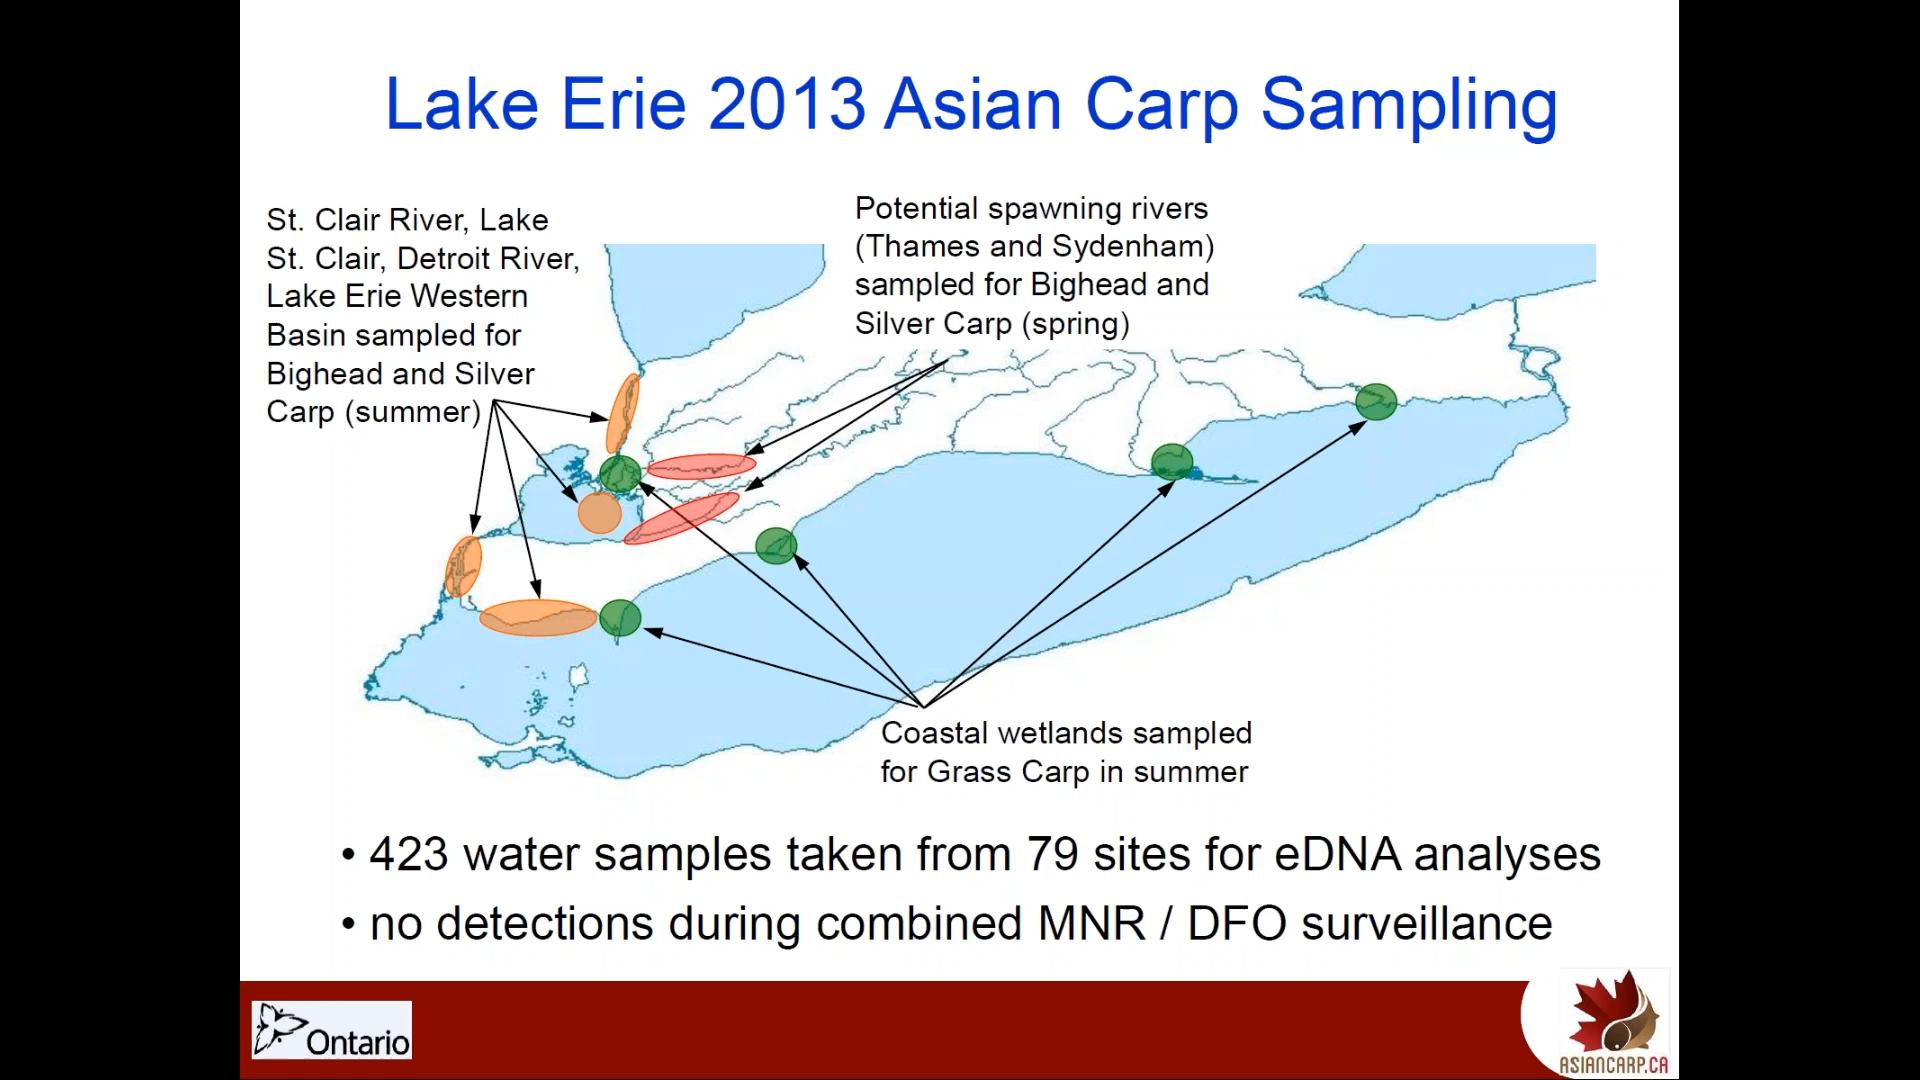 Lake Erie 2013 Asian Carp Sampling
St. Clair River, Lake
St. Clair, Detroit River,
Lake Erie Western
Basin sampled for
Bighead and Silver
Carp (summer)
Potential spawning rivers
(Thames and Sydenham)
sampled for Bighead and
Silver Carp (spring)
Coastal wetlands sampled
for Grass Carp in summer
• 423 water samples taken from 79 sites for eDNA analyses
• no detections during combined MNR / DFO surveillance
Ontario
ASIANCARP.CA